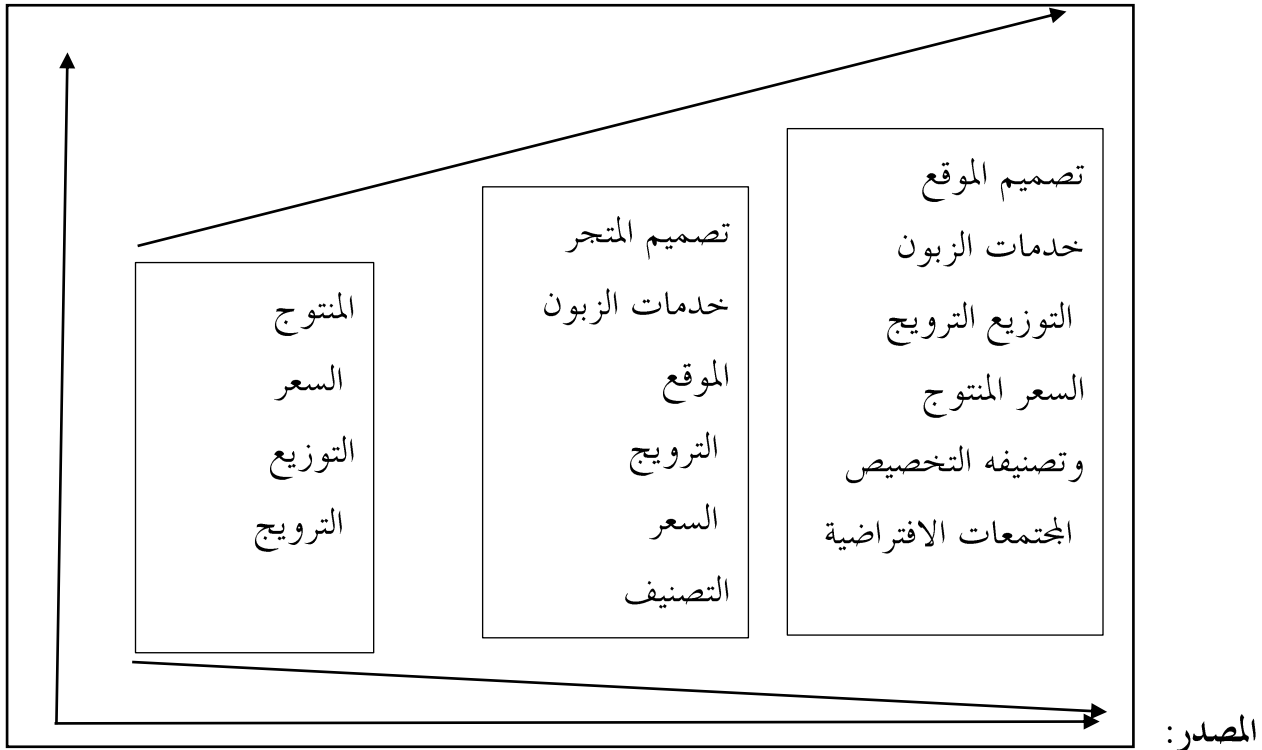 تصميم الموقع
خدمات الزبون
التوزيع الترويج
السعر المنتوج
وتصنيفه التخصيص
المجتمعات الافتراضية
تصميم المتجر
خدمات الزبون
الموقع
الترويج
السعر
التصنيف
المنتوج
السعر
التوزيع
الترويج
المصدر: